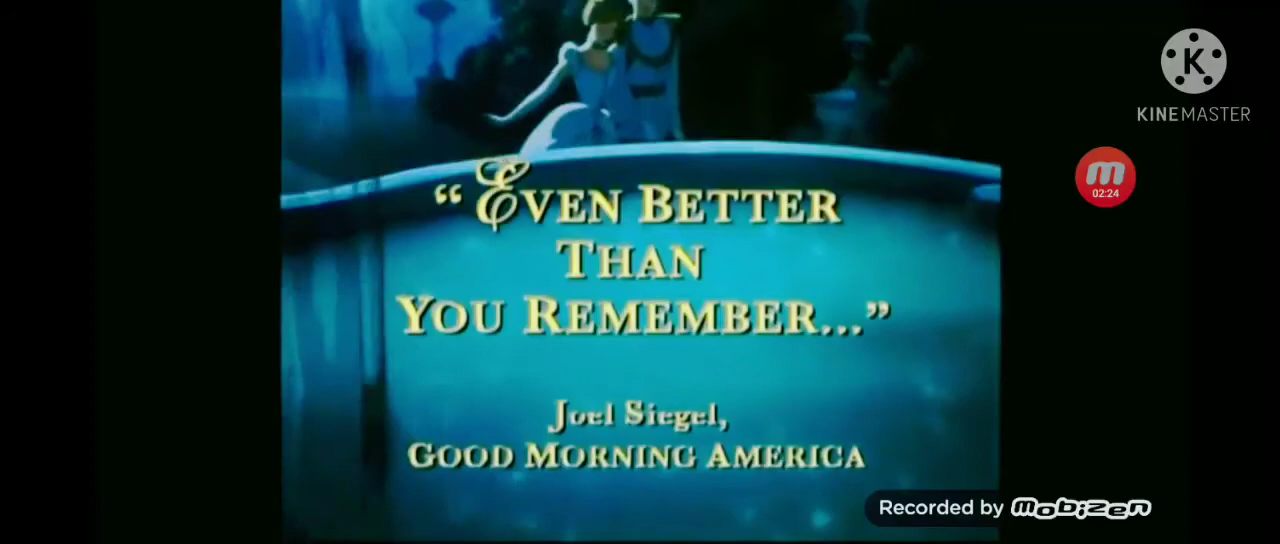 K
KINEMASTER
02:24
“EVEN BETTER
THAN
YOU REMEMBER...”
Joel Siegel,
GOOD MORNING AMERICA
Recorded by mobizen